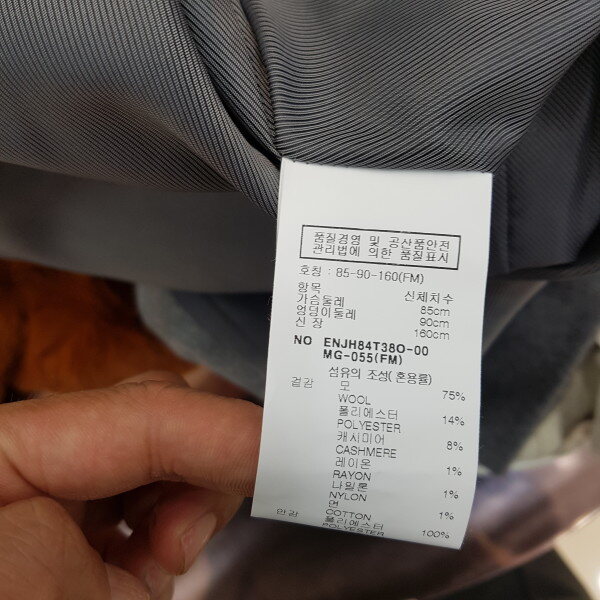 품질경영 및 공산품안전
관리법에 의한 품질표시
호칭 : 85-90-160(FM)
항목 신체치수
가슴둘레 85cm
엉덩이둘레 90cm
신 장 160cm
NO ENJH84T38O-00
MG-055(FM)
섬유의 조성(혼용률)
겉감 모 75%
WOOL
폴리에스터 14%
POLYESTER
캐시미어 8%
CASHMERE
레이온 1%
RAYON
나일론 1%
NYLON
면 1%
COTTON
안감 폴리에스터 100%
POLYESTER